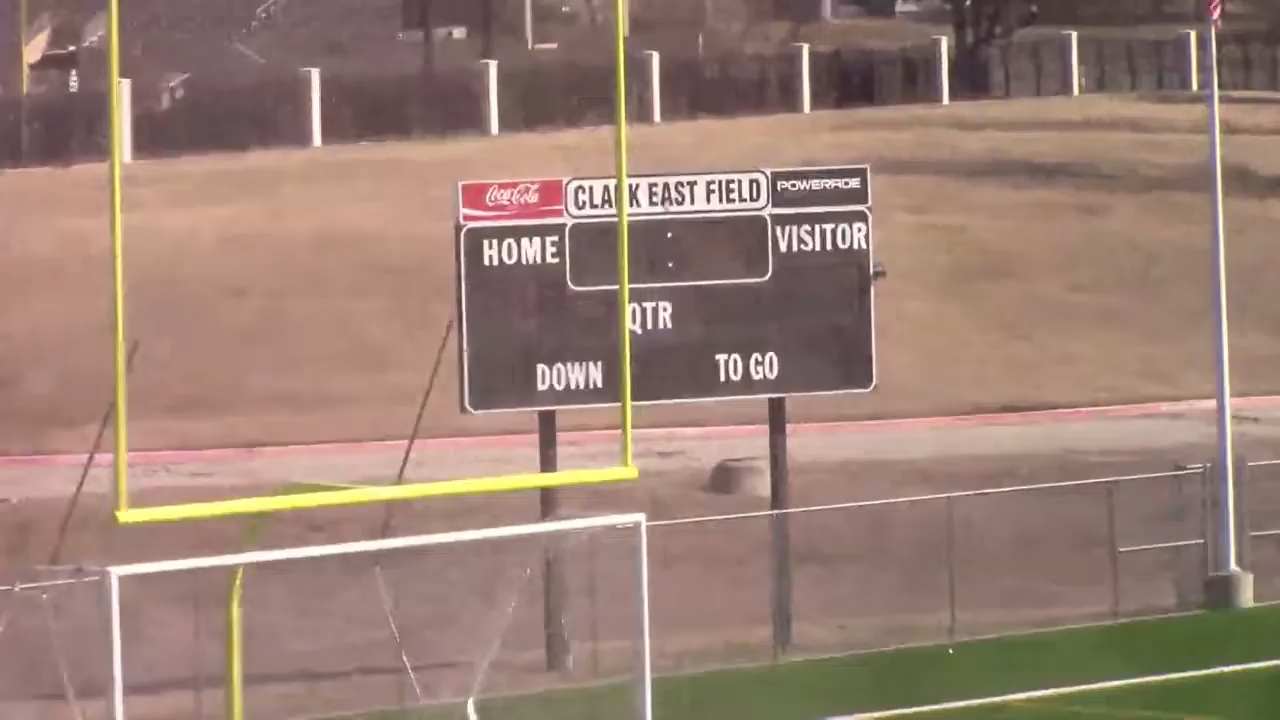 Coca-Cola
CLARK EAST FIELD
POWERADE
HOME
:
VISITOR
QTR
DOWN
TO GO